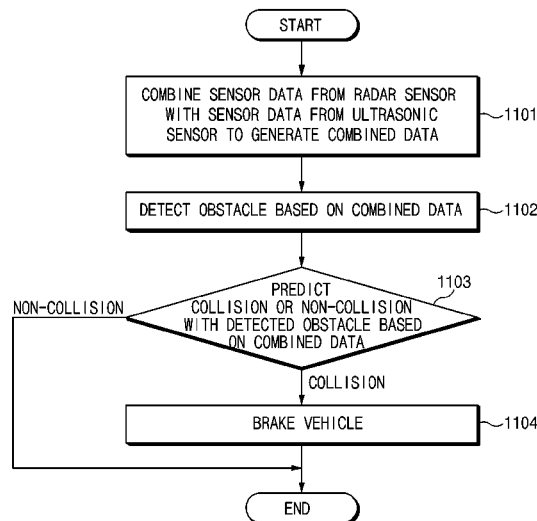 START
COMBINE SENSOR DATA FROM RADAR SENSOR
WITH SENSOR DATA FROM ULTRASONIC
SENSOR TO GENERATE COMBINED DATA
1101
DETECT OBSTACLE BASED ON COMBINED DATA
1102
1103
PREDICT
COLLISION OR NON-COLLISION
WITH DETECTED OBSTACLE BASED
ON COMBINED DATA
NON-COLLISION
COLLISION
BRAKE VEHICLE
1104
END